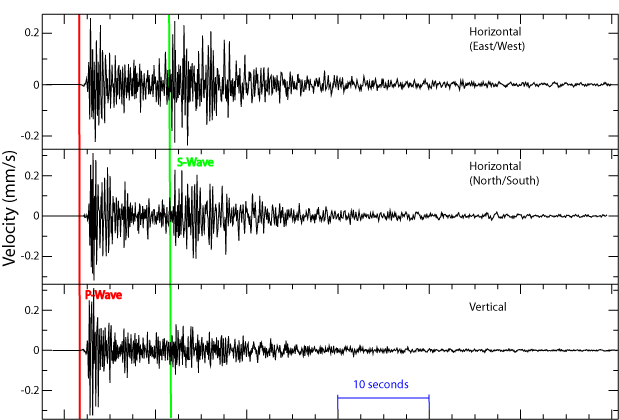 Velocity (mm/s)
0.2
0
-0.2
Horizontal
(East/West)
S-Wave
0.2
0
-0.2
Horizontal
(North/South)
P-Wave
0.2
0
-0.2
Vertical
10 seconds